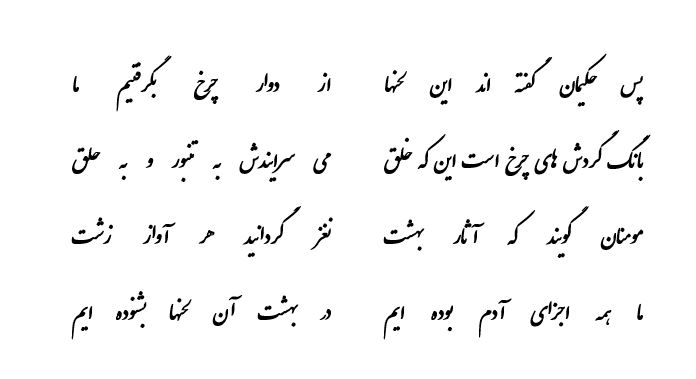 پس حکیمان گفته اند این لحنها از دوار چرخ بگرفتیم ما
بانگ گردش های چرخ است این که خلق می سرایندش به تنبور و به حلق
مومنان گویند که آثار بهشت نغز گردانید هر آواز زشت
ما همه اجزای آدم بوده ایم در بهشت آن لحنها بشنوده ایم